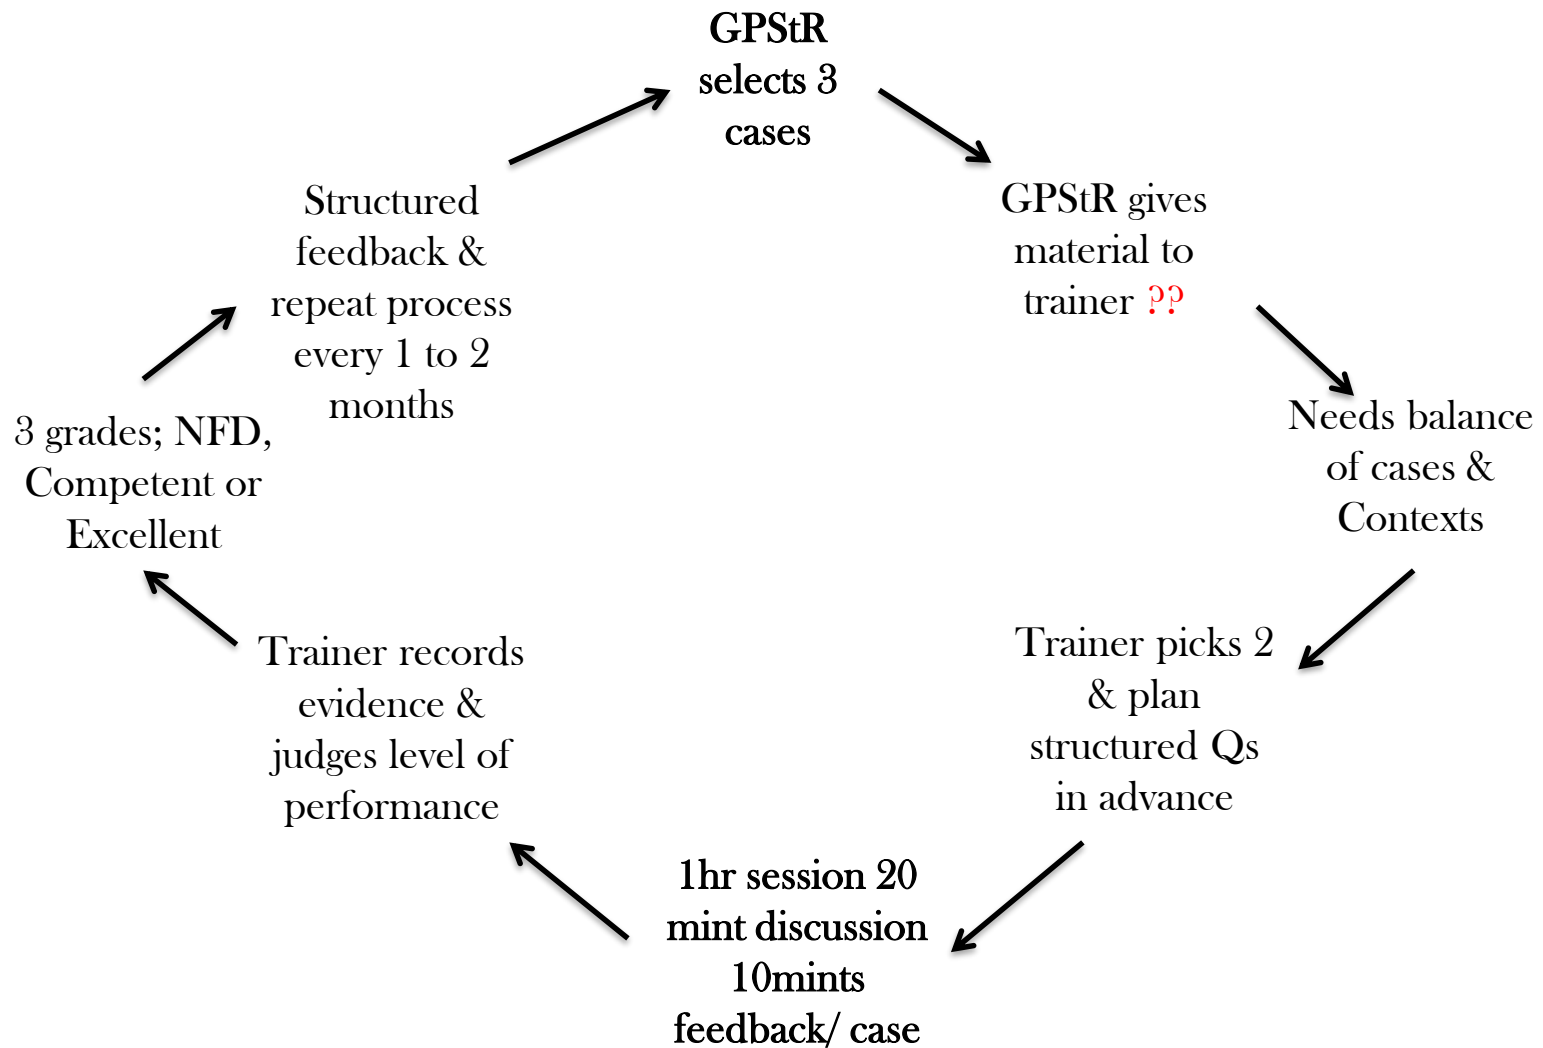 GPStR
selects 3
cases
GPStR gives
material to
trainer ??
Needs balance
of cases &
Contexts
Trainer picks 2
& plan
structured Qs
in advance
1hr session 20
mint discussion
10mints
feedback/ case
Trainer records
evidence &
judges level of
performance
3 grades; NFD,
Competent or
Excellent
Structured
feedback &
repeat process
every 1 to 2
months